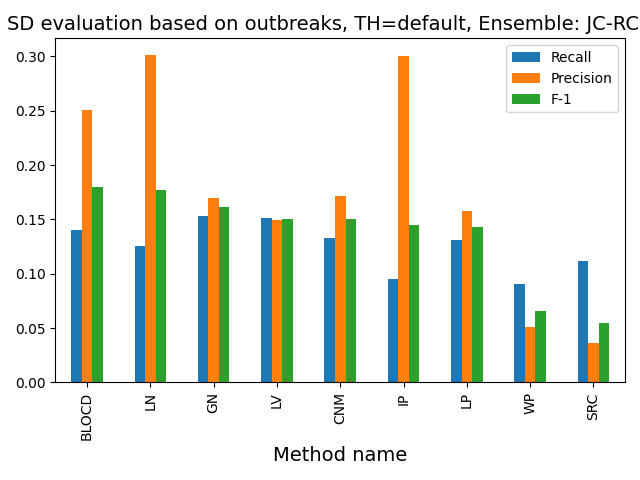 SD evaluation based on outbreaks, TH=default, Ensemble: JC-RC
Recall
Precision
F-1
0.30
0.25
0.20
0.15
0.10
0.05
0.00
BLOCD
LN
GN
LV
CNM
IP
LP
WP
SRC
Method name